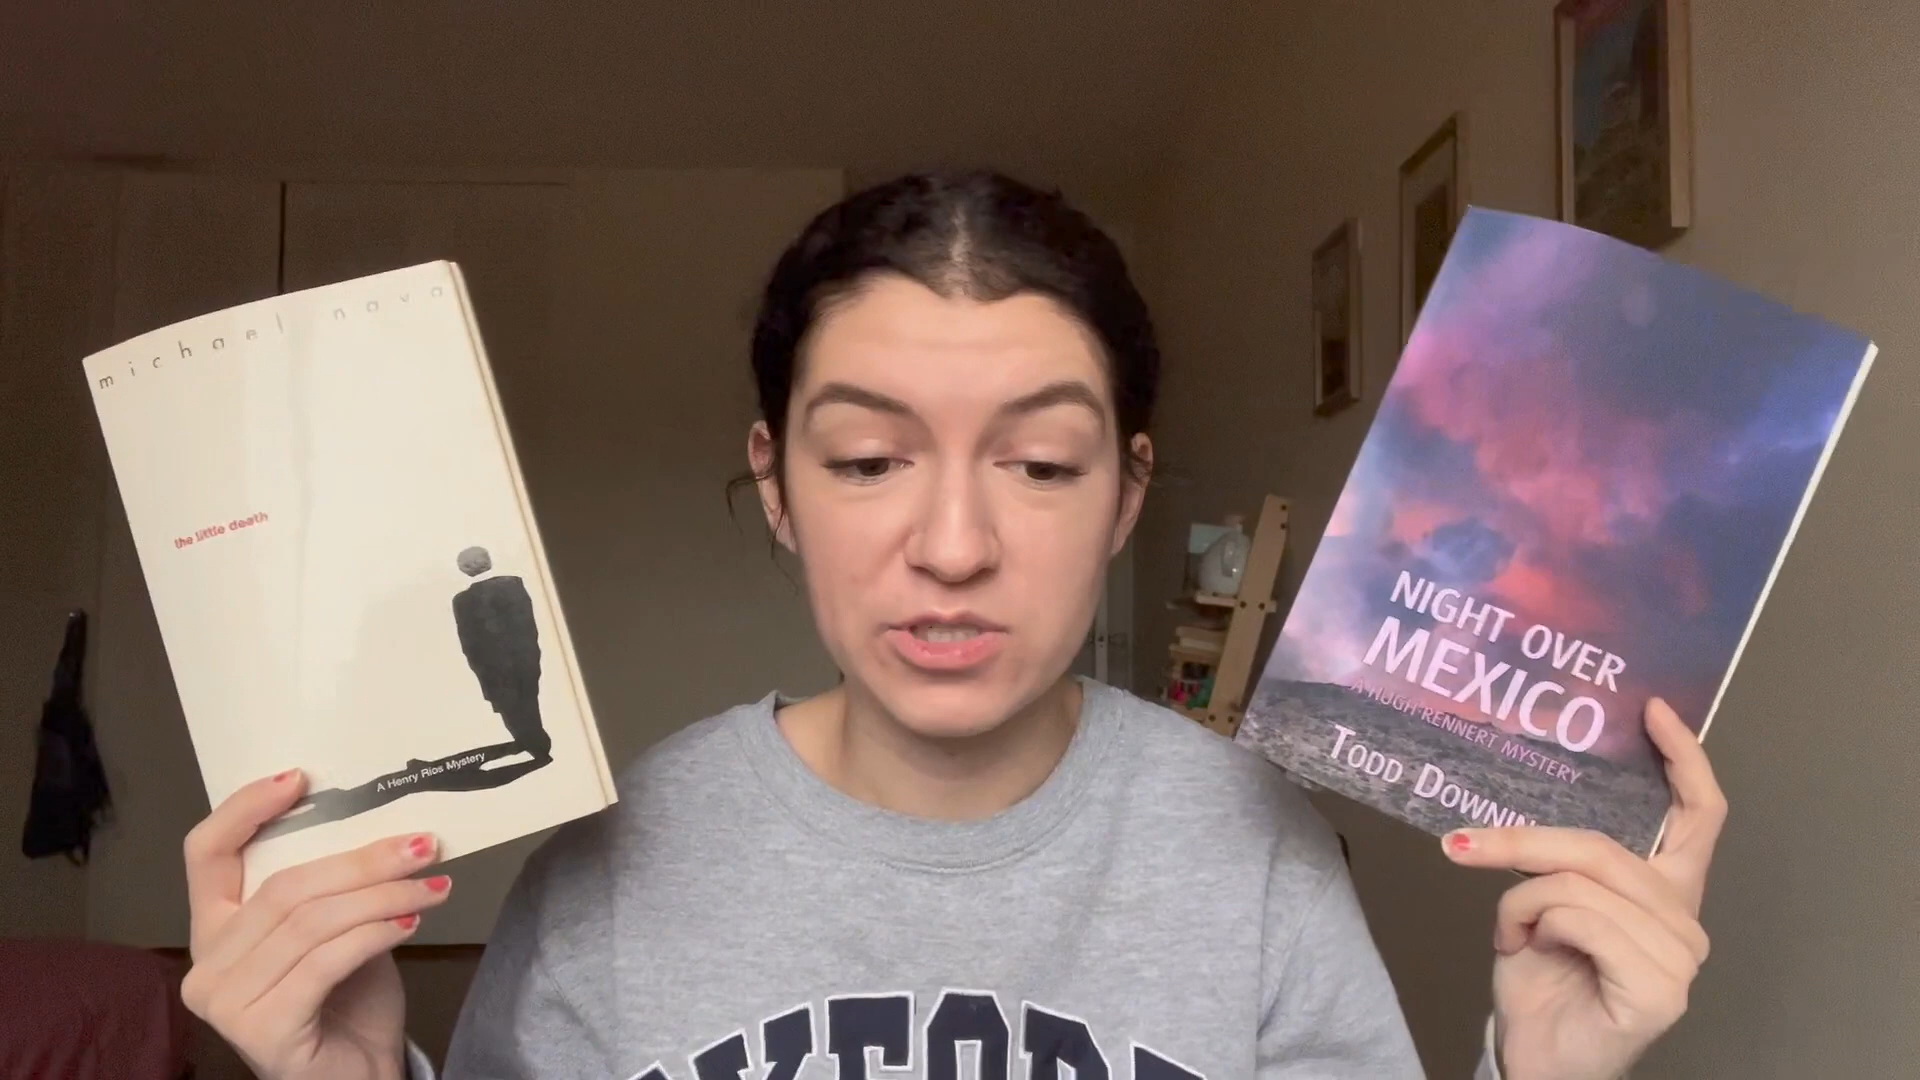 michael nava
the little death
A Henry Rios Mystery
NIGHT OVER
MEXICO
A HUGH RENNERT MYSTERY
TODD DOWNIN